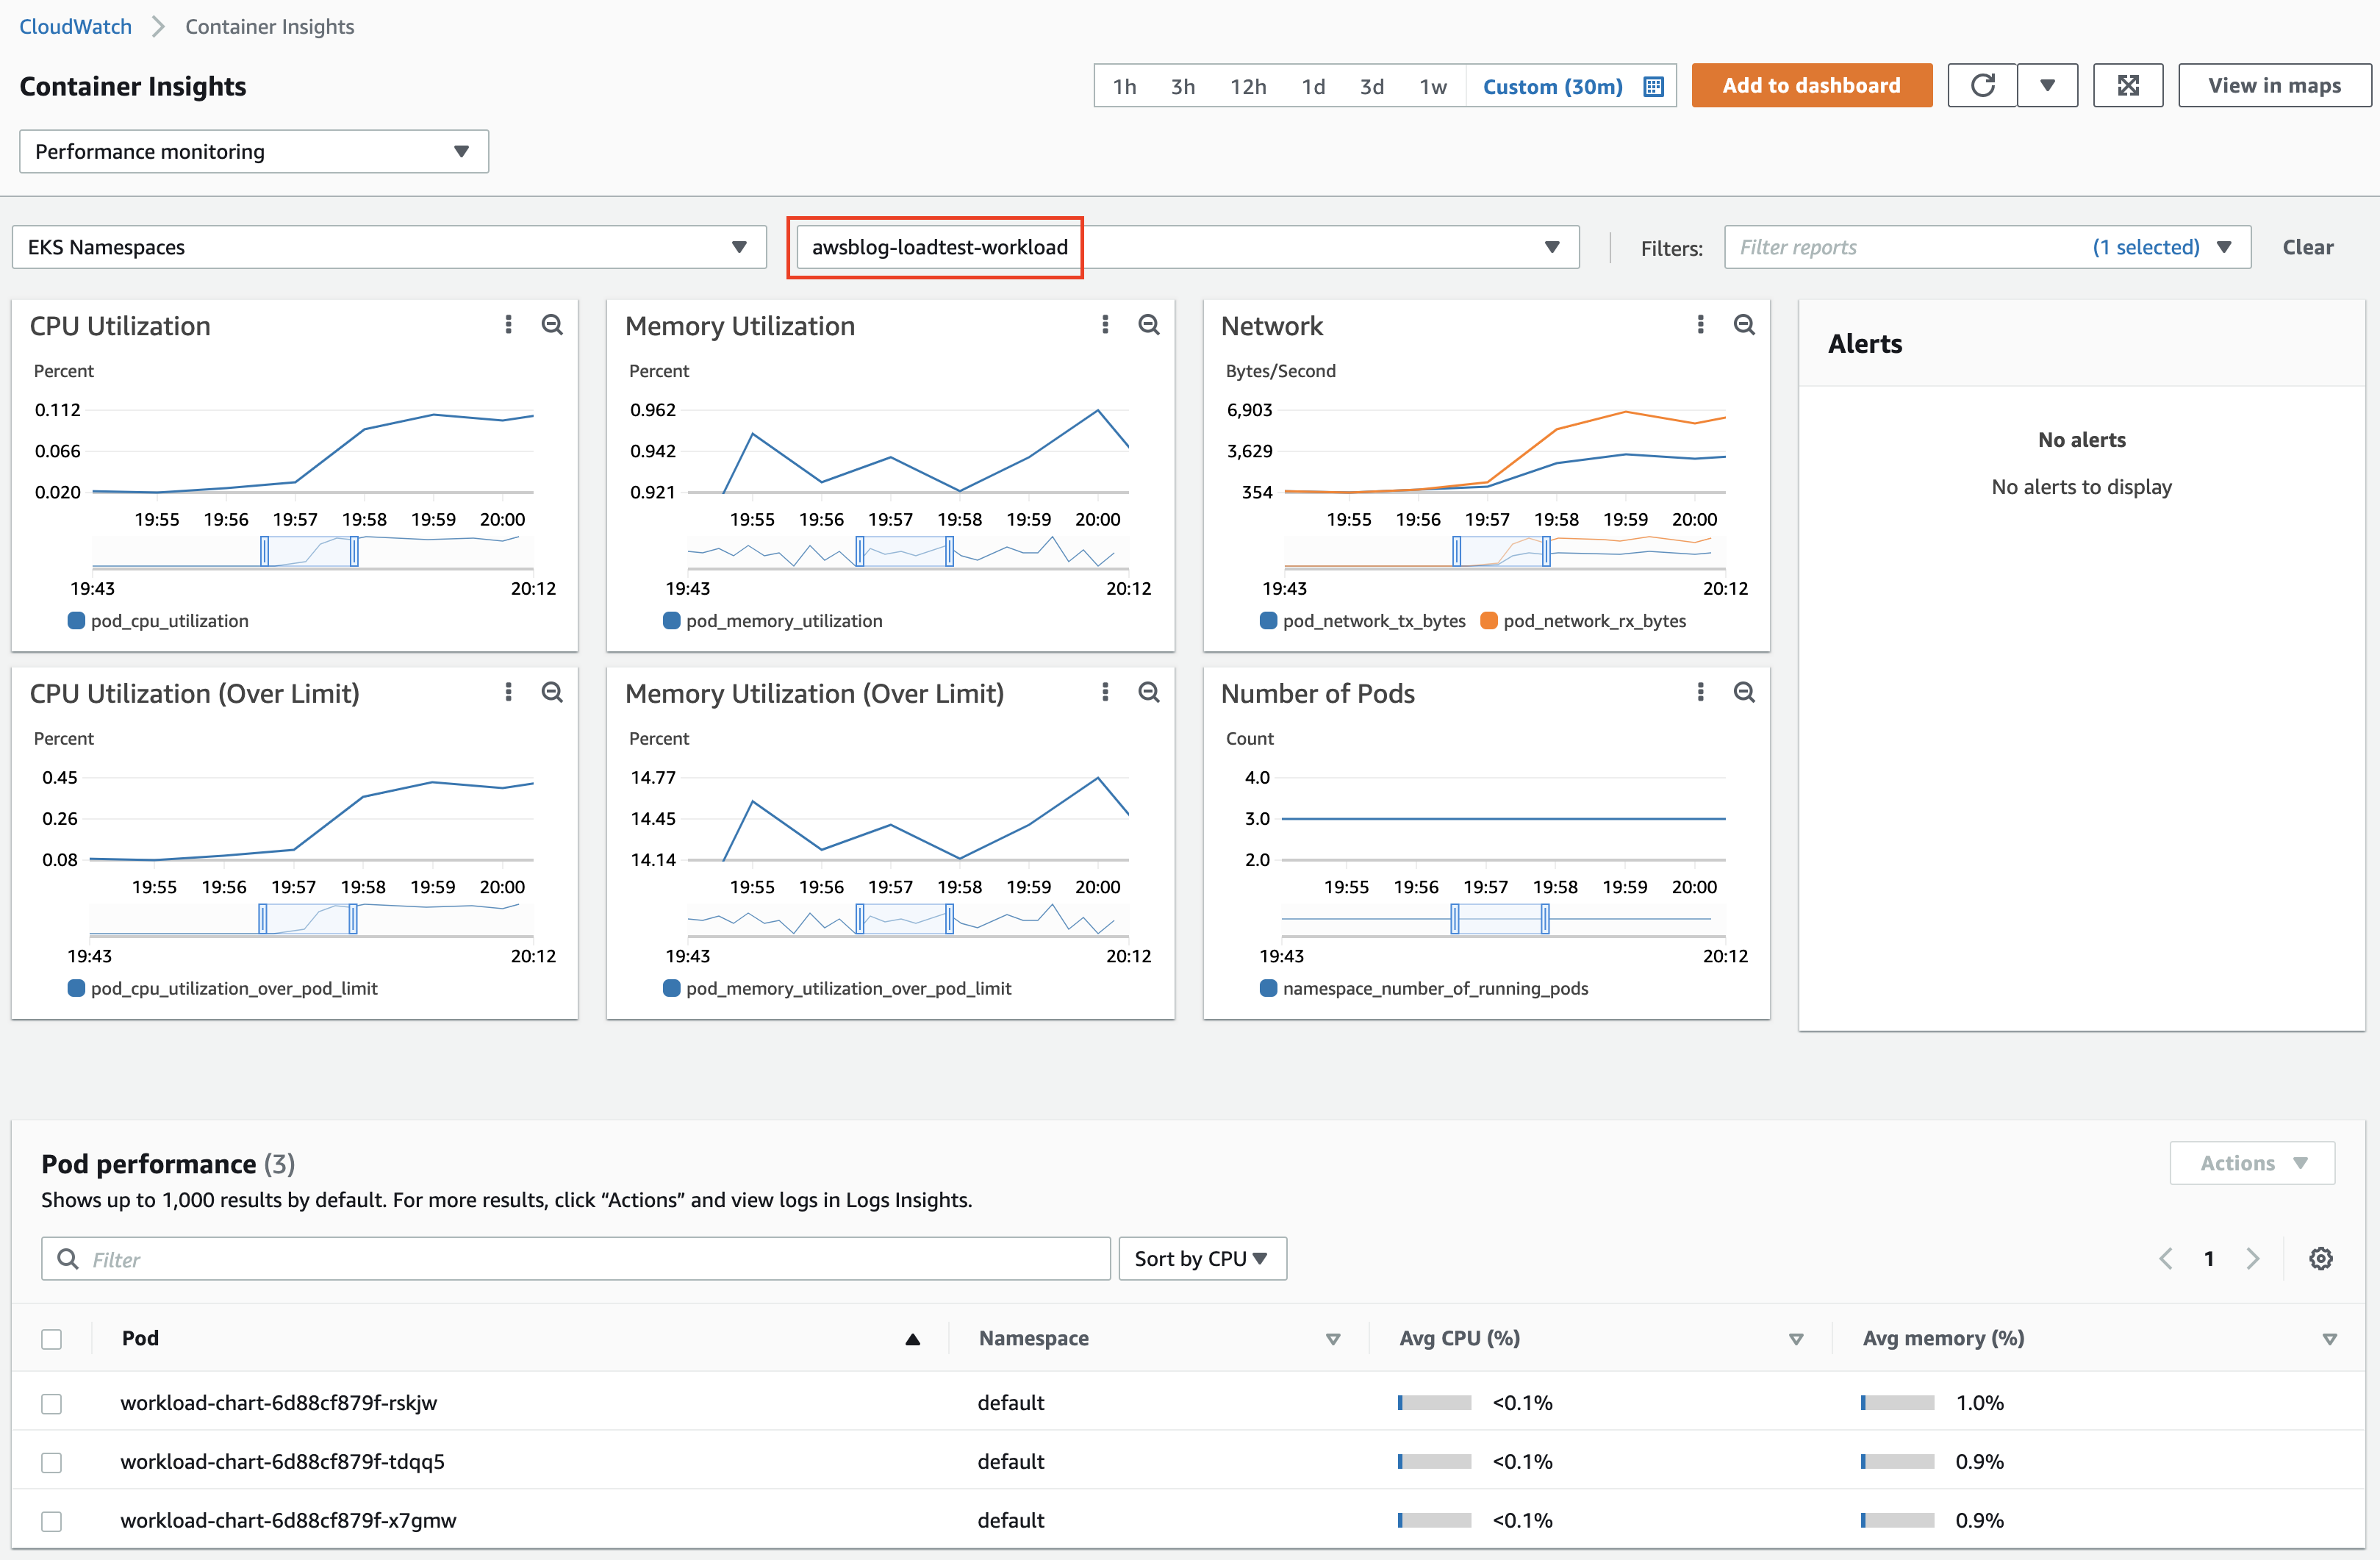 CloudWatch > Container Insights
Container Insights
1h 3h 12h 1d 3d 1w Custom (30m) Add to dashboard View in maps
Performance monitoring
EKS Namespaces
awsblog-loadtest-workload
Filters: Filter reports (1 selected) Clear
CPU Utilization
Percent
0.112
0.066
0.020
19:55 19:56 19:57 19:58 19:59 20:00
19:43 20:12
pod_cpu_utilization
Memory Utilization
Percent
0.962
0.942
0.921
19:55 19:56 19:57 19:58 19:59 20:00
19:43 20:12
pod_memory_utilization
Network
Bytes/Second
6,903
3,629
354
19:55 19:56 19:57 19:58 19:59 20:00
19:43 20:12
pod_network_tx_bytes pod_network_rx_bytes
Alerts
No alerts
No alerts to display
CPU Utilization (Over Limit)
Percent
0.45
0.26
0.08
19:55 19:56 19:57 19:58 19:59 20:00
19:43 20:12
pod_cpu_utilization_over_pod_limit
Memory Utilization (Over Limit)
Percent
14.77
14.45
14.14
19:55 19:56 19:57 19:58 19:59 20:00
19:43 20:12
pod_memory_utilization_over_pod_limit
Number of Pods
Count
4.0
3.0
2.0
19:55 19:56 19:57 19:58 19:59 20:00
19:43 20:12
namespace_number_of_running_pods
Pod performance (3)
Actions
Shows up to 1,000 results by default. For more results, click “Actions” and view logs in Logs Insights.
Filter
Sort by CPU
1
Pod Namespace Avg CPU (%) Avg memory (%)
workload-chart-6d88cf879f-rskjw default <0.1% 1.0%
workload-chart-6d88cf879f-tdqq5 default <0.1% 0.9%
workload-chart-6d88cf879f-x7gmw default <0.1% 0.9%